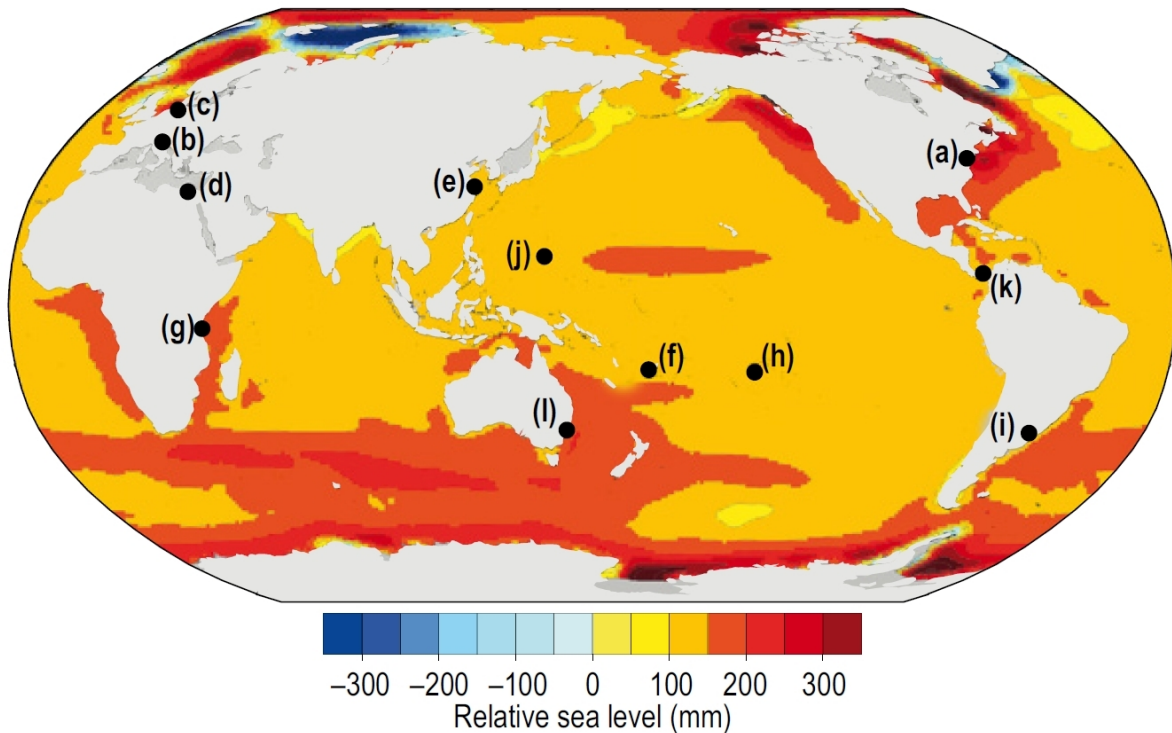 (c)
(b)
(a)
(e)
(d)
(j)
(k)
(g)
(f)
(h)
(l)
(i)
–300 –200 –100 0 100 200 300
Relative sea level (mm)